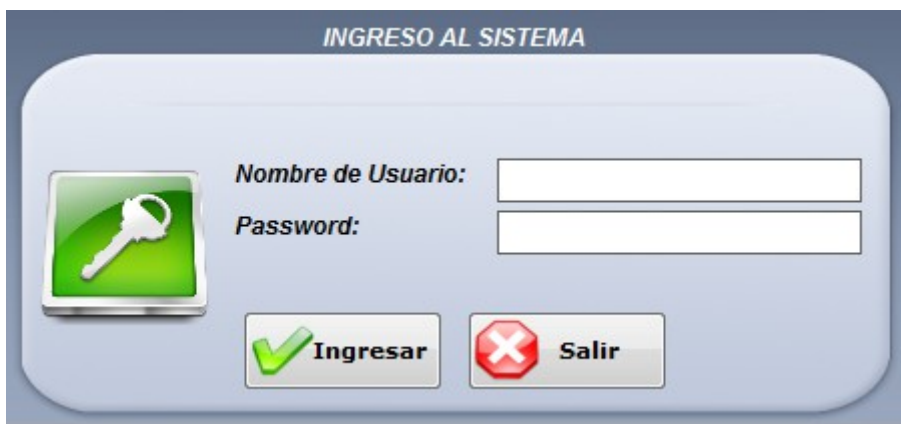 INGRESO AL SISTEMA
Nombre de Usuario:
Password:
Ingresar
Salir